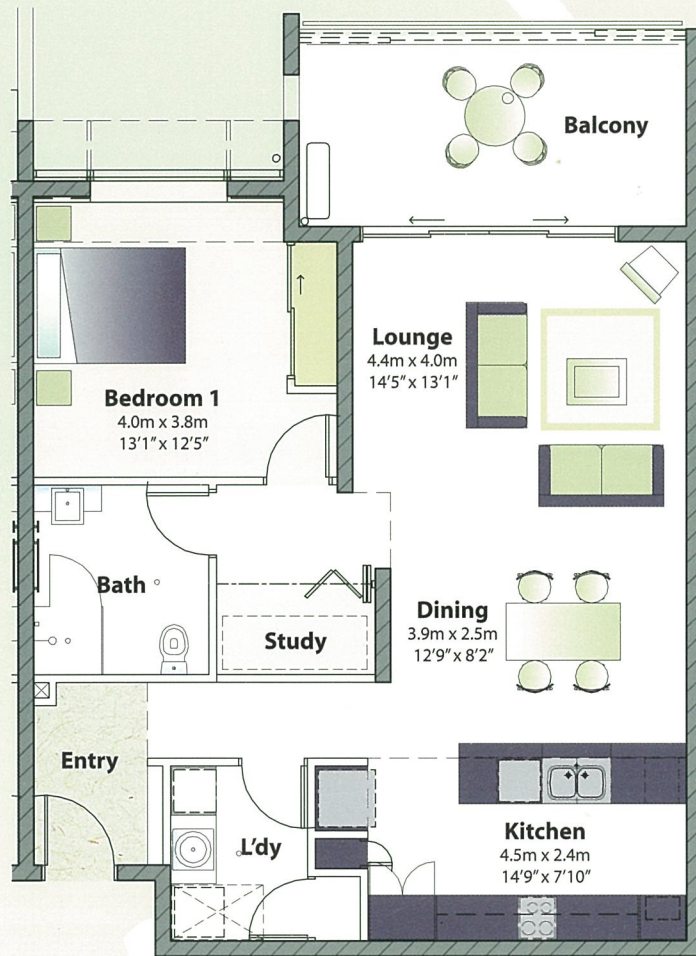 Balcony
Lounge
4.4m x 4.0m
14’5” x 13’1”
Bedroom 1
4.0m x 3.8m
13’1” x 12’5”
Bath
Study
Dining
3.9m x 2.5m
12’9” x 8’2”
Entry
L’dy
Kitchen
4.5m x 2.4m
14’9” x 7’10”